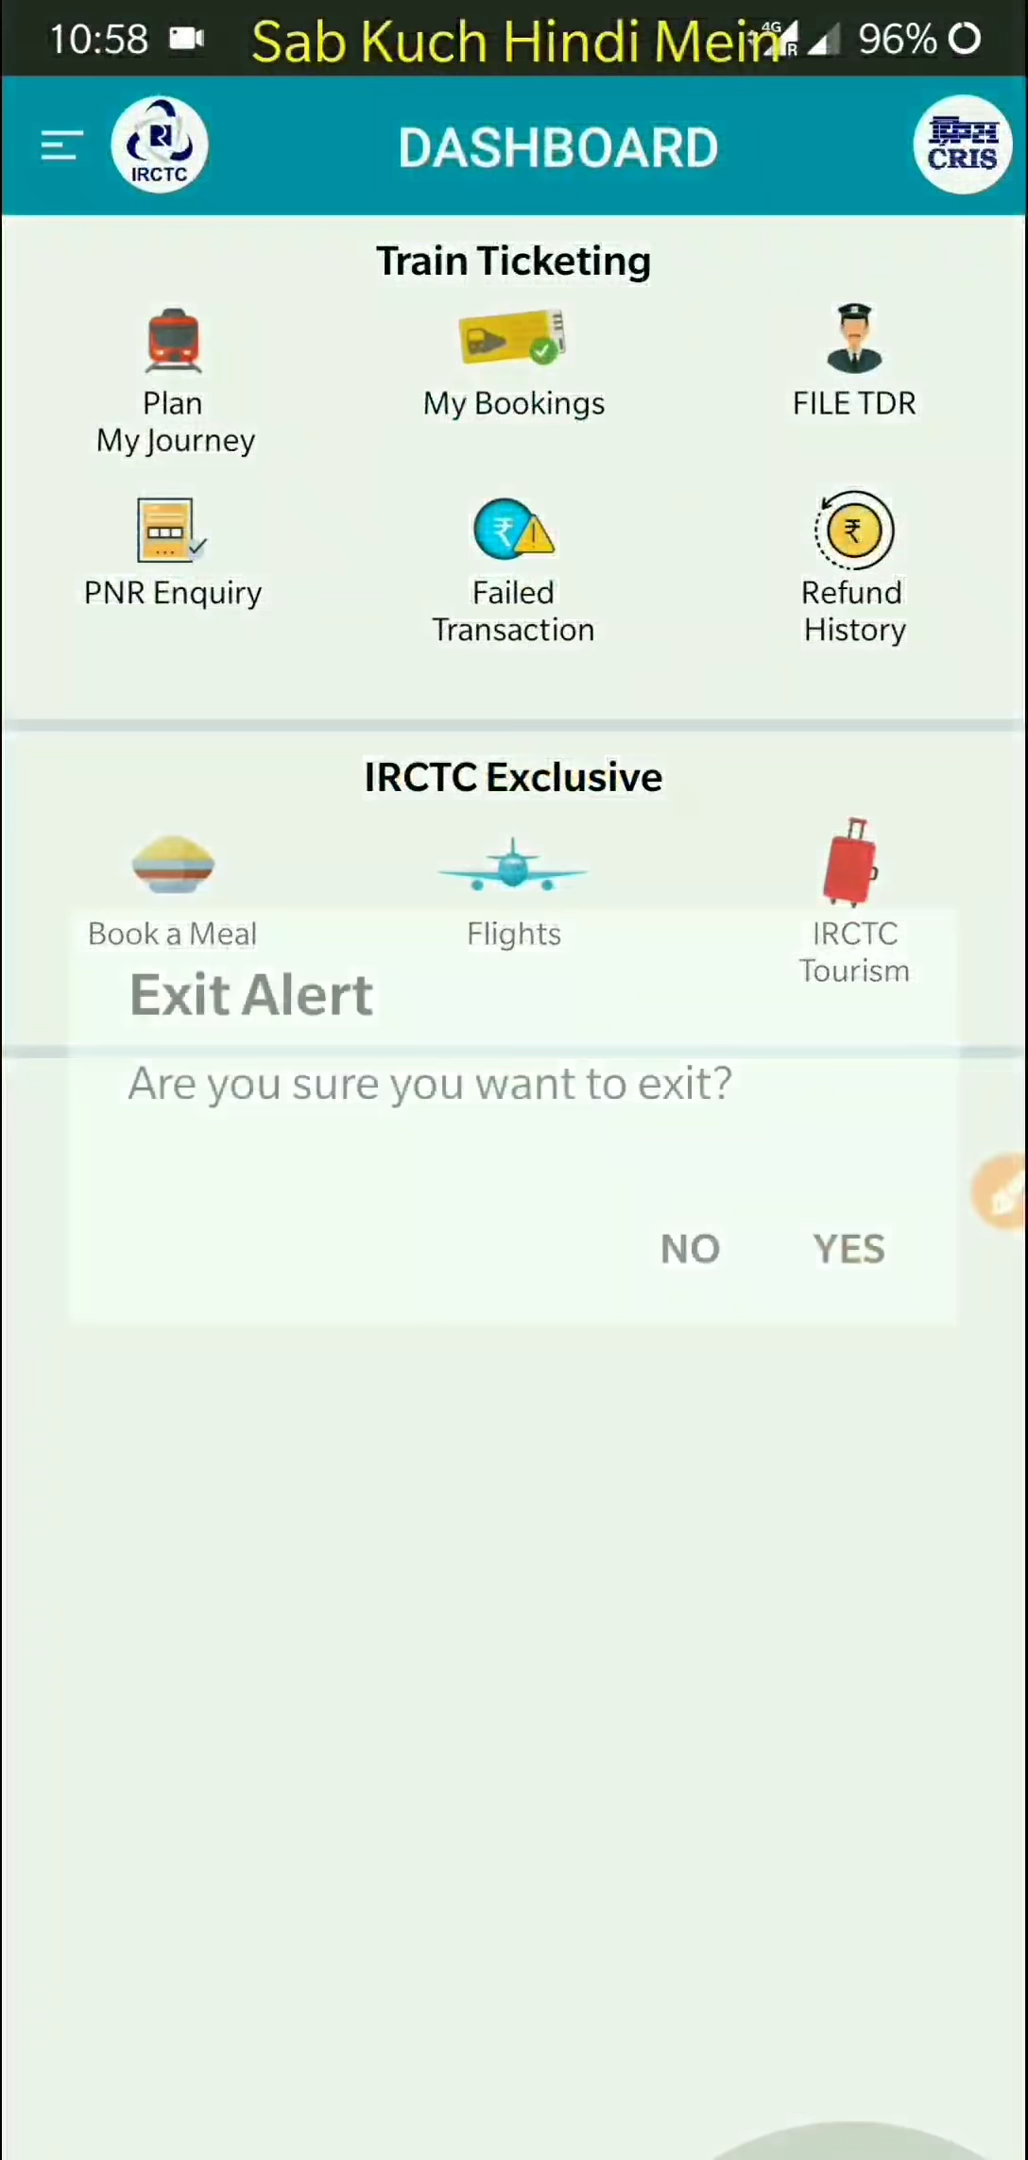 10:58 Sab Kuch Hindi Mein 4G R 96%
IRCTC DASHBOARD क्रिस CRIS
Train Ticketing
Plan
My Journey
My Bookings
FILE TDR
PNR Enquiry
Failed
Transaction
Refund
History
IRCTC Exclusive
Book a Meal
Flights
IRCTC
Tourism
Exit Alert
Are you sure you want to exit?
NO YES